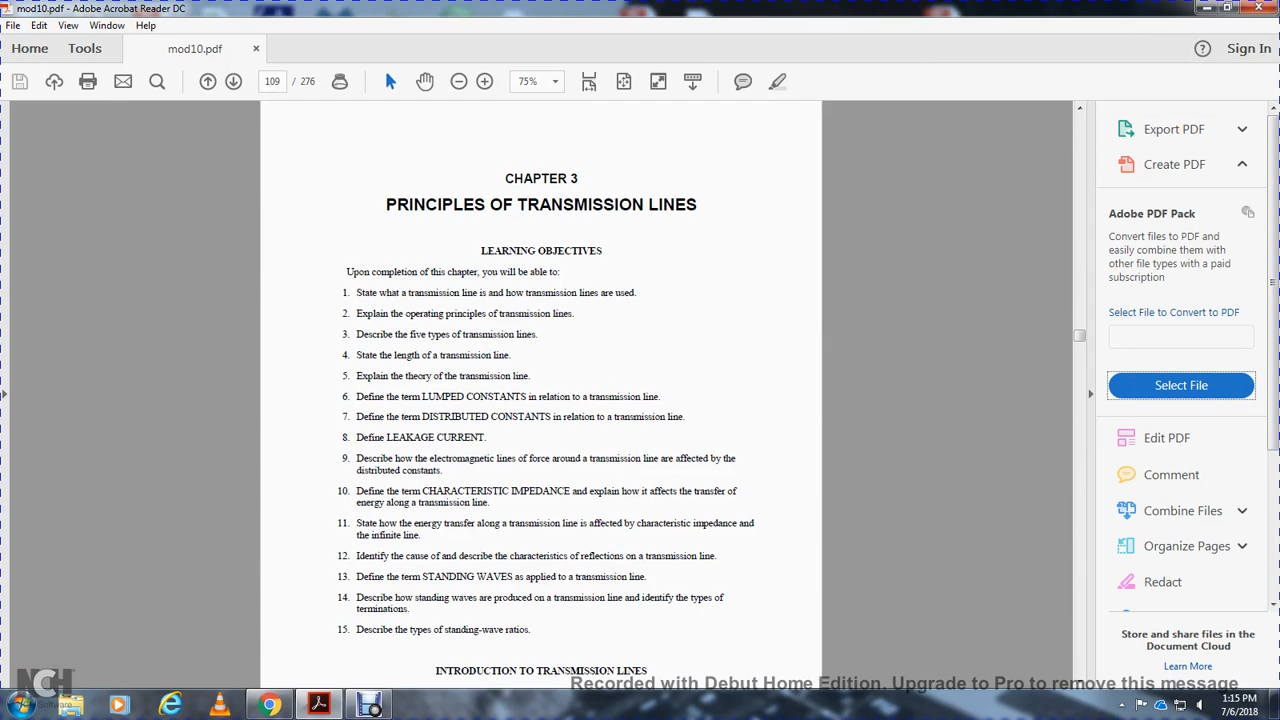 mod10.pdf - Adobe Acrobat Reader DC
File Edit View Window Help
Home Tools mod10.pdf × Sign In
109 / 276 75%
CHAPTER 3
PRINCIPLES OF TRANSMISSION LINES
LEARNING OBJECTIVES
Upon completion of this chapter, you will be able to:
1. State what a transmission line is and how transmission lines are used.
2. Explain the operating principles of transmission lines.
3. Describe the five types of transmission lines.
4. State the length of a transmission line.
5. Explain the theory of the transmission line.
6. Define the term LUMPED CONSTANTS in relation to a transmission line.
7. Define the term DISTRIBUTED CONSTANTS in relation to a transmission line.
8. Define LEAKAGE CURRENT.
9. Describe how the electromagnetic lines of force around a transmission line are affected by the
distributed constants.
10. Define the term CHARACTERISTIC IMPEDANCE and explain how it affects the transfer of
energy along a transmission line.
11. State how the energy transfer along a transmission line is affected by characteristic impedance and
the infinite line.
12. Identify the cause of and describe the characteristics of reflections on a transmission line.
13. Define the term STANDING WAVES as applied to a transmission line.
14. Describe how standing waves are produced on a transmission line and identify the types of
terminations.
15. Describe the types of standing-wave ratios.
INTRODUCTION TO TRANSMISSION LINES
Export PDF
Create PDF
Adobe PDF Pack
Convert files to PDF and
easily combine them with
other file types with a paid
subscription
Select File to Convert to PDF
Select File
Edit PDF
Comment
Combine Files
Organize Pages
Redact
Store and share files in the
Document Cloud
Learn More
NCH
Software
Recorded with Debut Home Edition. Upgrade to Pro to remove this message
1:15 PM
7/6/2018